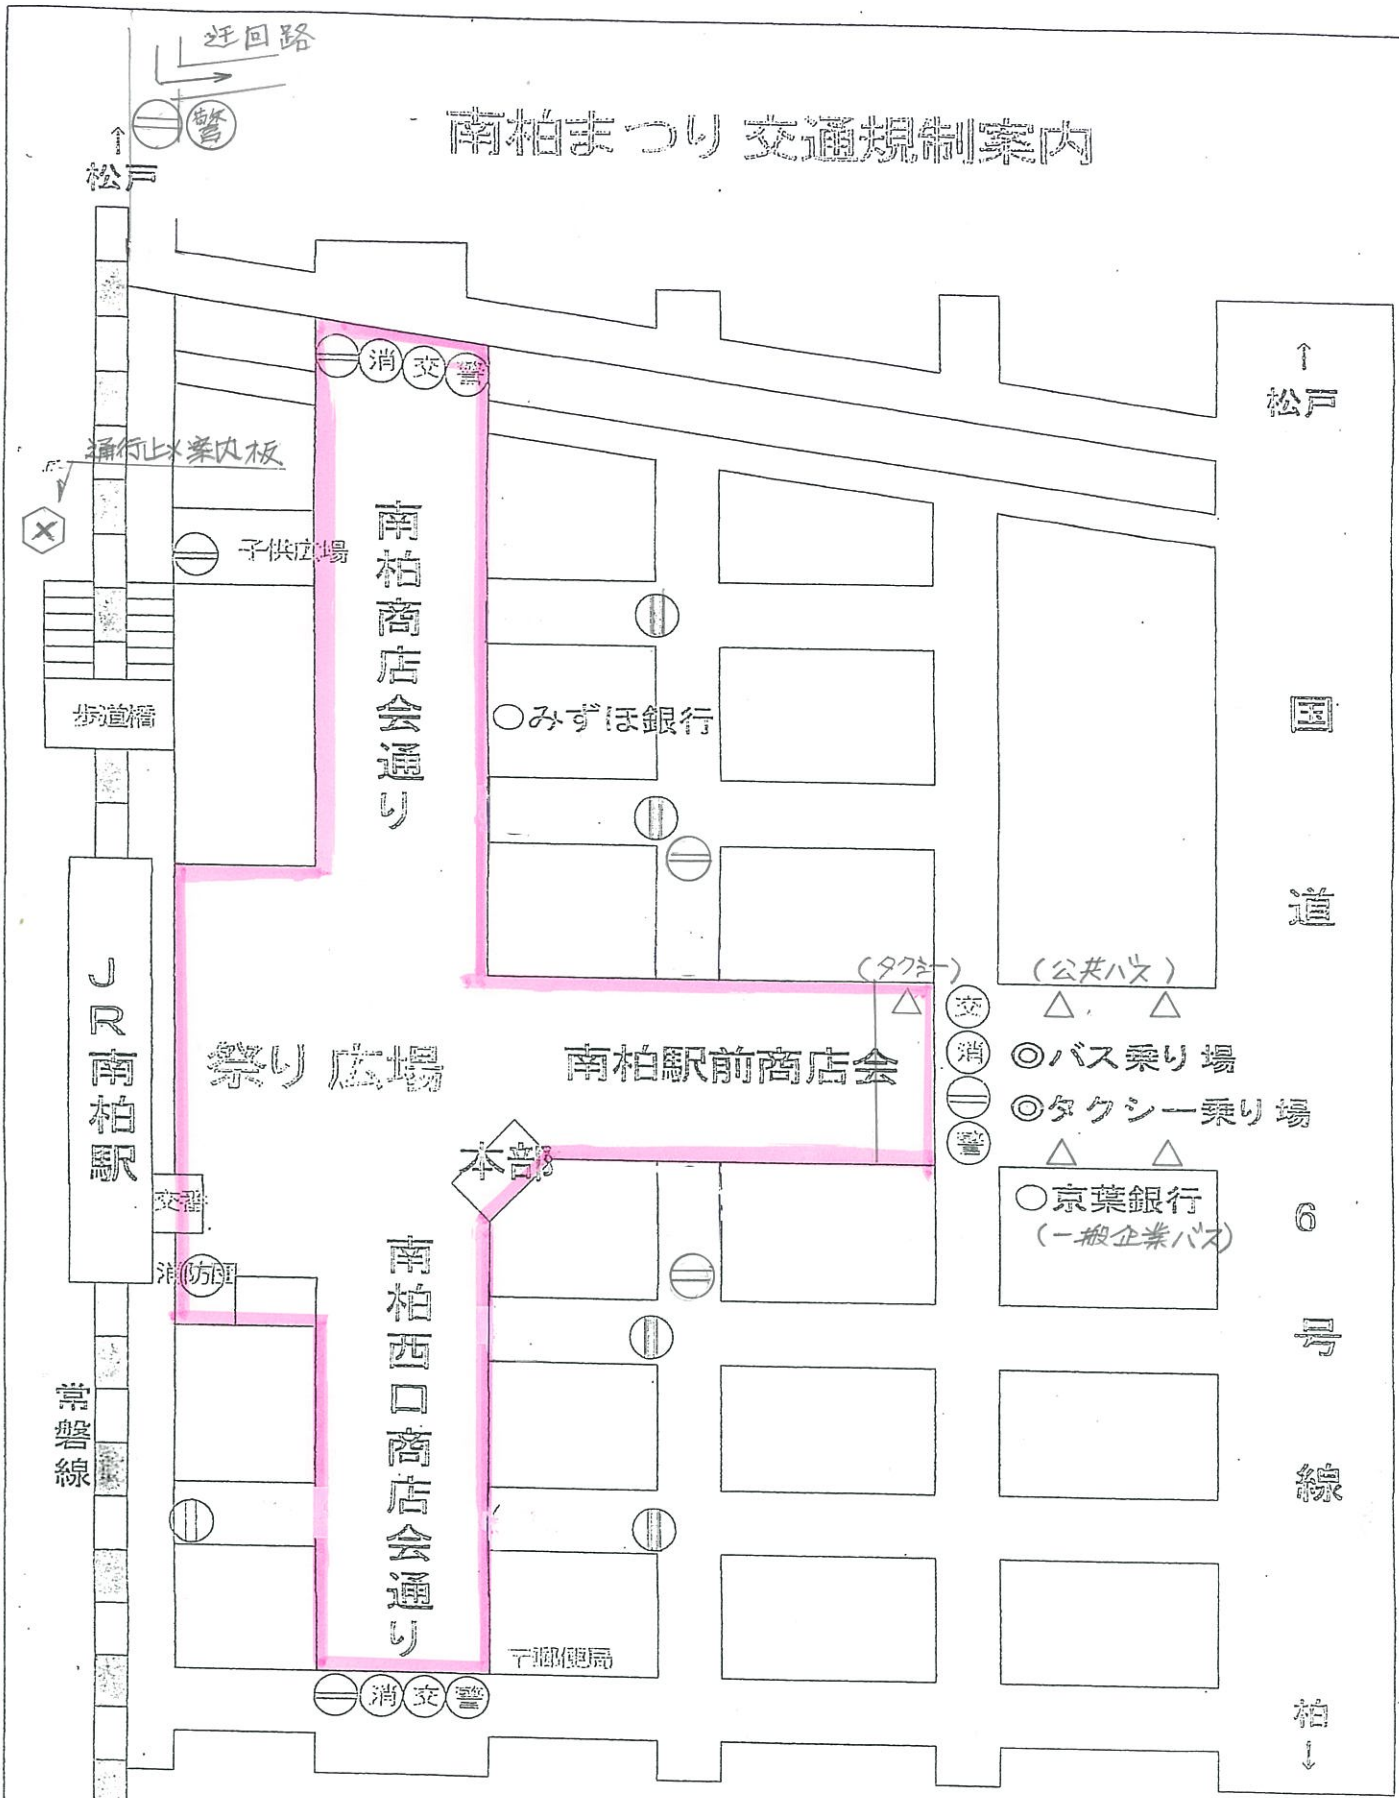 迂回路
警
南柏まつり 交通規制案内
↑
松戸
消 交 警
↑
松戸
通行止メ案内板
子供広場
南柏商店会通り
歩道橋
○みずほ銀行
国道6号線
JR南柏駅
(タクシー)
(公共バス)
交
消
警
◎バス乗り場
◎タクシー乗り場
祭り広場
南柏駅前商店会
本部
交番
○京葉銀行
(一般企業バス)
消防団
南柏西口商店会通り
常磐線
〒郵便局
消 交 警
柏
↓